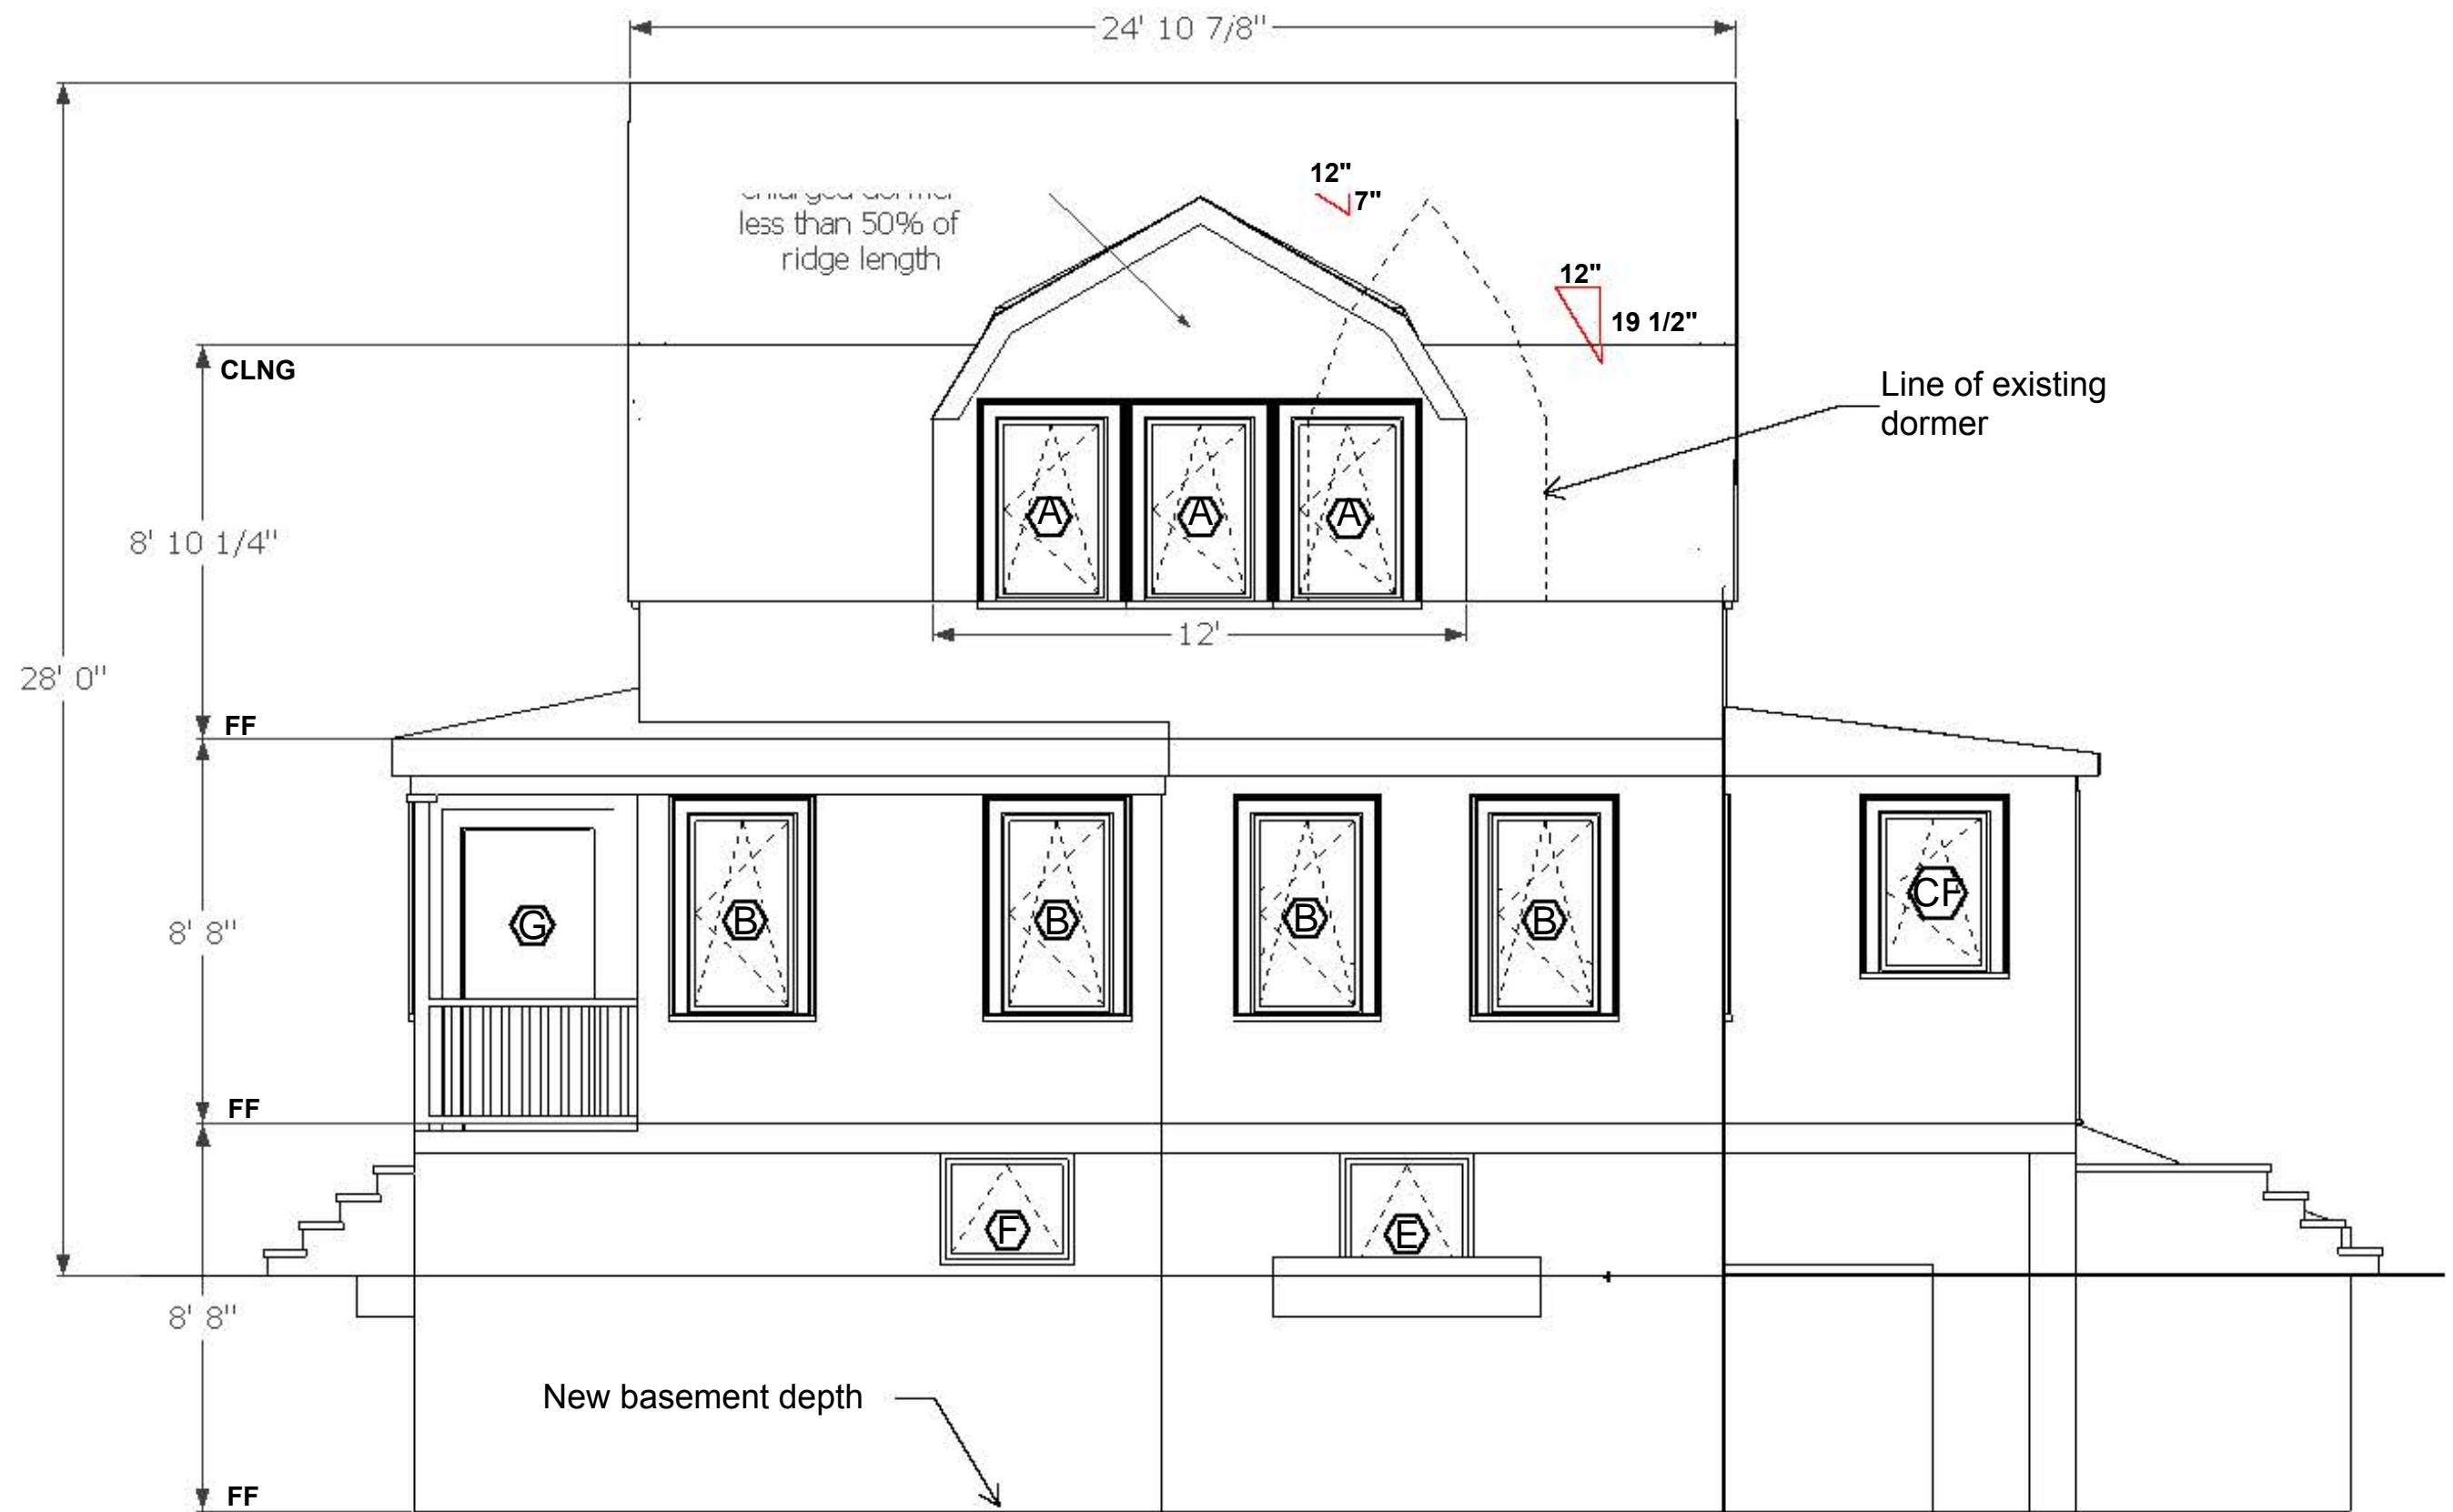 24' 10 7/8"
12"
7"
less than 50% of
ridge length
12"
19 1/2"
CLNG
Line of existing
dormer
A
A
A
8' 10 1/4"
12'
28' 0"
FF
8' 8"
G
B
B
B
B
CF
FF
F
E
8' 8"
New basement depth
FF